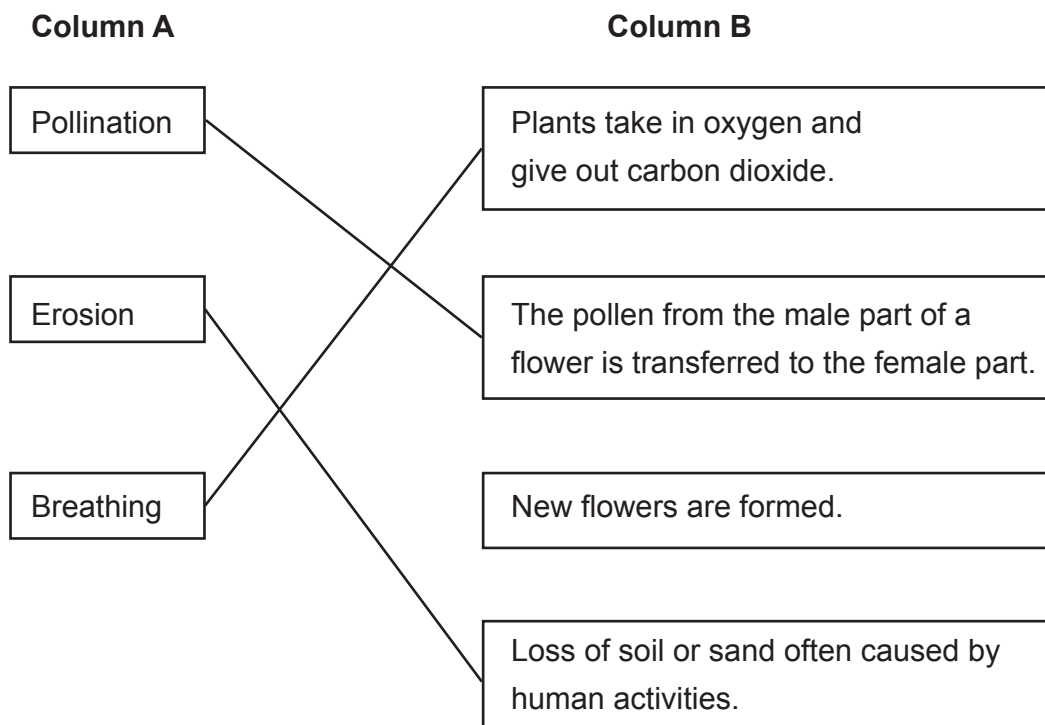 Column A
Column B
Pollination
Plants take in oxygen and
give out carbon dioxide.
Erosion
The pollen from the male part of a
flower is transferred to the female part.
Breathing
New flowers are formed.
Loss of soil or sand often caused by
human activities.